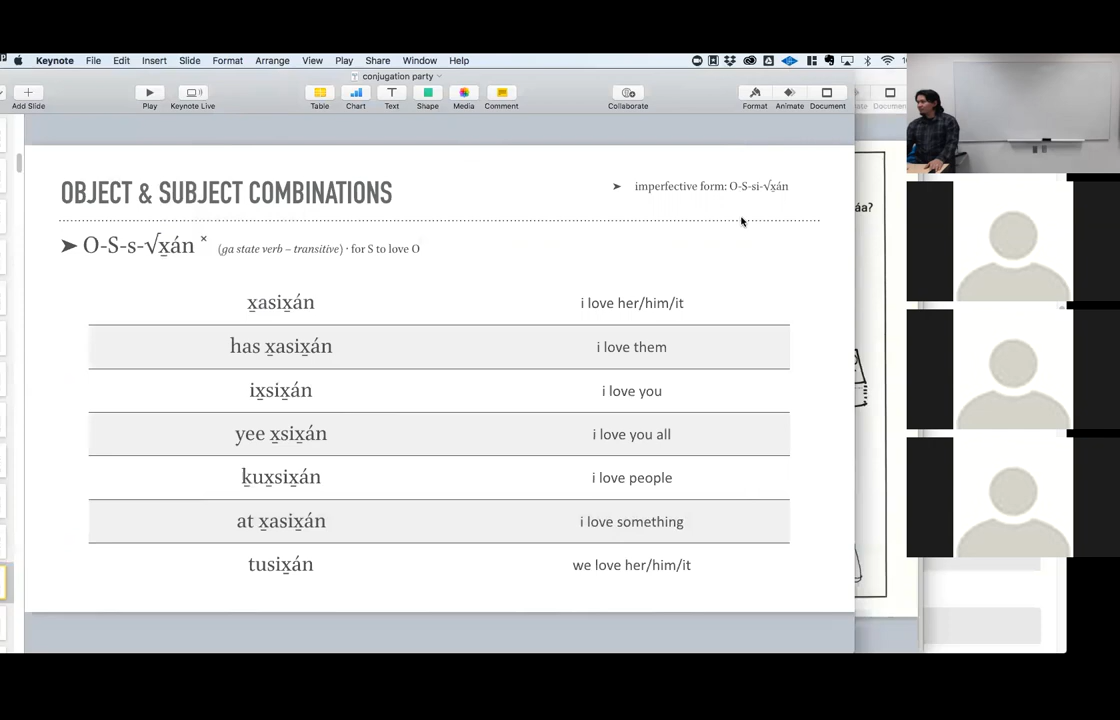 Keynote File Edit Insert Slide Format Arrange View Play Share Window Help
conjugation party
Add Slide Play Keynote Live Table Chart Text Shape Media Comment Collaborate Format Animate Document
OBJECT & SUBJECT COMBINATIONS
➤ imperfective form: O-S-si-√x̱án
➤ O-S-s-√x̱án × (ga state verb – transitive) · for S to love O
x̱asix̱án i love her/him/it
has x̱asix̱án i love them
ix̱six̱án i love you
yee x̱six̱án i love you all
ḵux̱six̱án i love people
at x̱asix̱án i love something
tusix̱án we love her/him/it
áa?